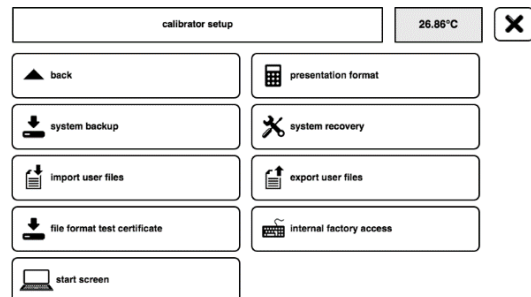 calibrator setup
26.86°C
back
presentation format
system backup
system recovery
import user files
export user files
file format test certificate
internal factory access
start screen